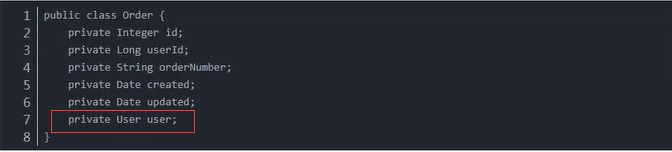 1 public class Order {
2 private Integer id;
3 private Long userId;
4 private String orderNumber;
5 private Date created;
6 private Date updated;
7 private User user;
8 }